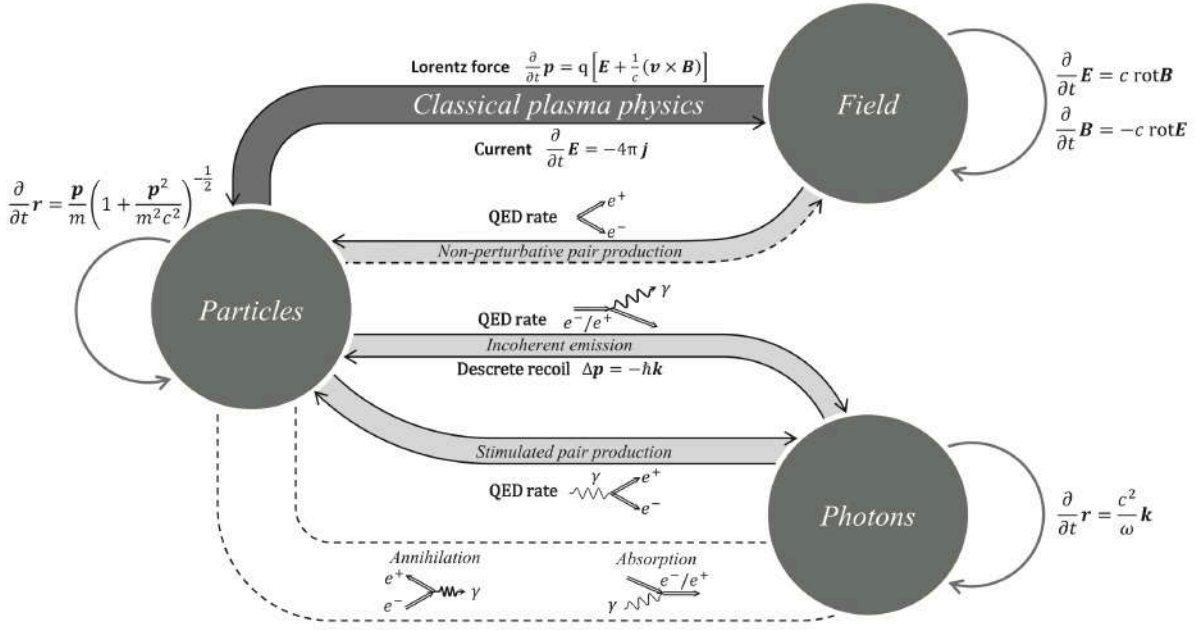 Lorentz force ∂/∂t p = q[E + 1/c(v × B)]
Classical plasma physics
Current ∂/∂t E = −4π j
Field
∂/∂t E = c rotB
∂/∂t B = −c rotE
∂/∂t r = p/m (1 + p²/m²c²)^(-1/2)
QED rate e⁺ e⁻
Non-perturbative pair production
Particles
QED rate e⁻/e⁺ γ
Incoherent emission
Descrete recoil Δp = −ħk
Stimulated pair production
QED rate γ e⁺ e⁻
Photons
∂/∂t r = c²/ω k
Annihilation
e⁺ e⁻ γ
Absorption
e⁻/e⁺ γ